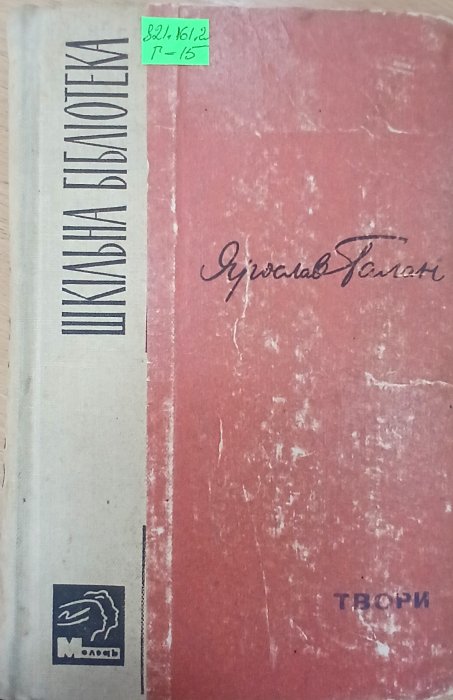 821.161.2
Г-15
ШКІЛЬНА БІБЛІОТЕКА
Ярослав Галан
ТВОРИ
Молодь